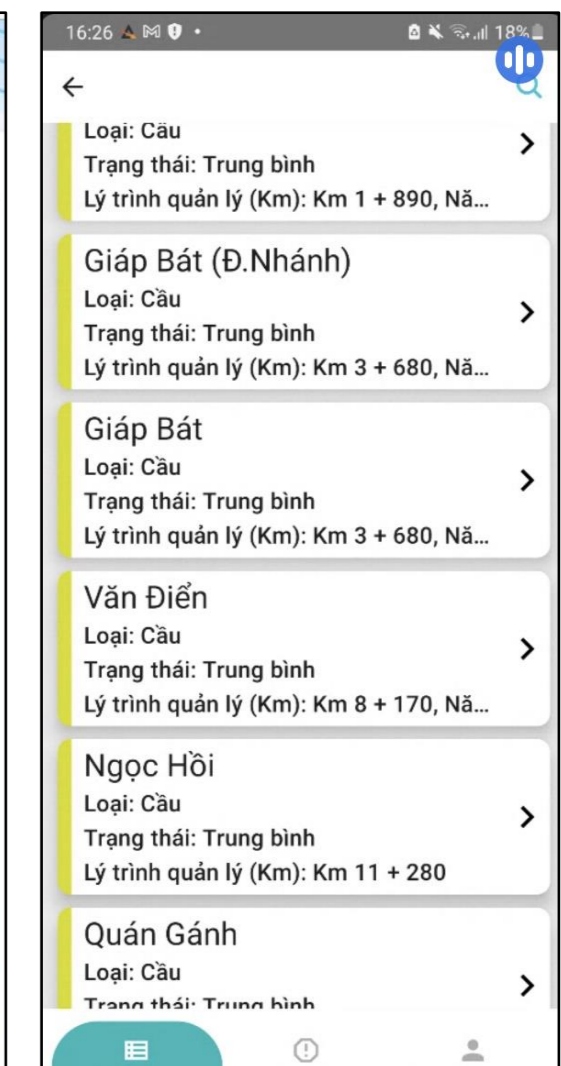 16:26
18%
Loại: Cầu
Trạng thái: Trung bình
Lý trình quản lý (Km): Km 1 + 890, Nă...
Giáp Bát (Đ.Nhánh)
Loại: Cầu
Trạng thái: Trung bình
Lý trình quản lý (Km): Km 3 + 680, Nă...
Giáp Bát
Loại: Cầu
Trạng thái: Trung bình
Lý trình quản lý (Km): Km 3 + 680, Nă...
Văn Điển
Loại: Cầu
Trạng thái: Trung bình
Lý trình quản lý (Km): Km 8 + 170, Nă...
Ngọc Hồi
Loại: Cầu
Trạng thái: Trung bình
Lý trình quản lý (Km): Km 11 + 280
Quán Gánh
Loại: Cầu
Trạng thái: Trung bình